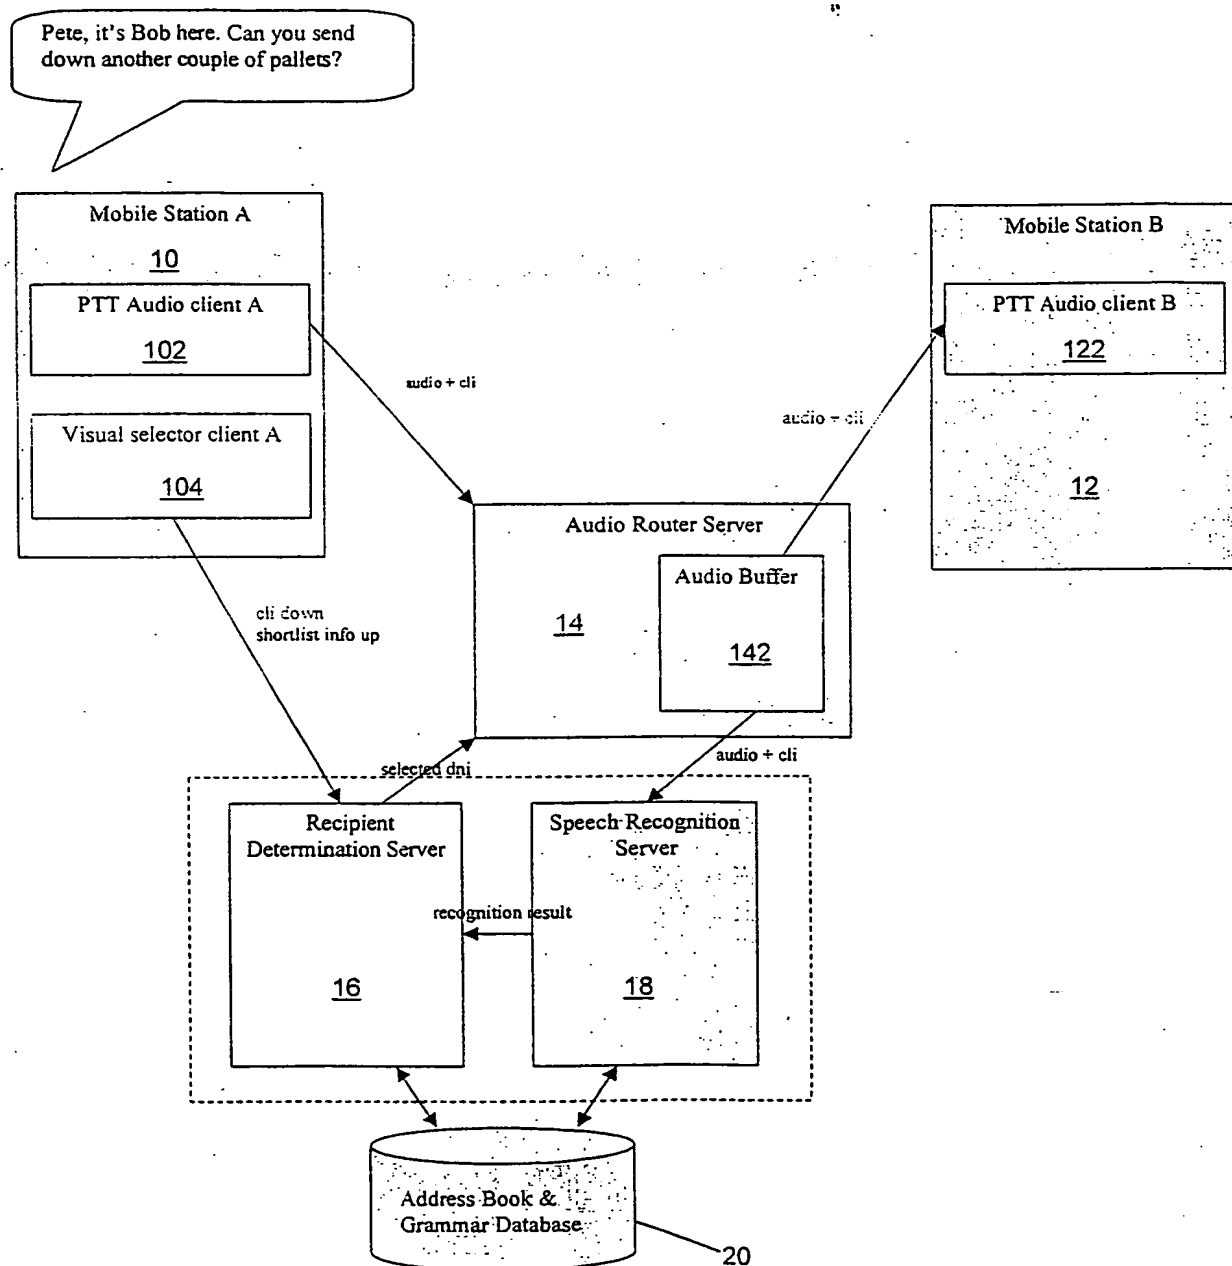 Pete, it's Bob here. Can you send
down another couple of pallets?
Mobile Station A
10
PTT Audio client A
102
Visual selector client A
104
Mobile Station B
PTT Audio client B
122
12
audio + cli
audio + cli
Audio Router Server
Audio Buffer
14
142
cli down
shortlist info up
selected dni
audio + cli
Recipient
Determination Server
16
Speech Recognition
Server
18
recognition result
Address Book &
Grammar Database
20